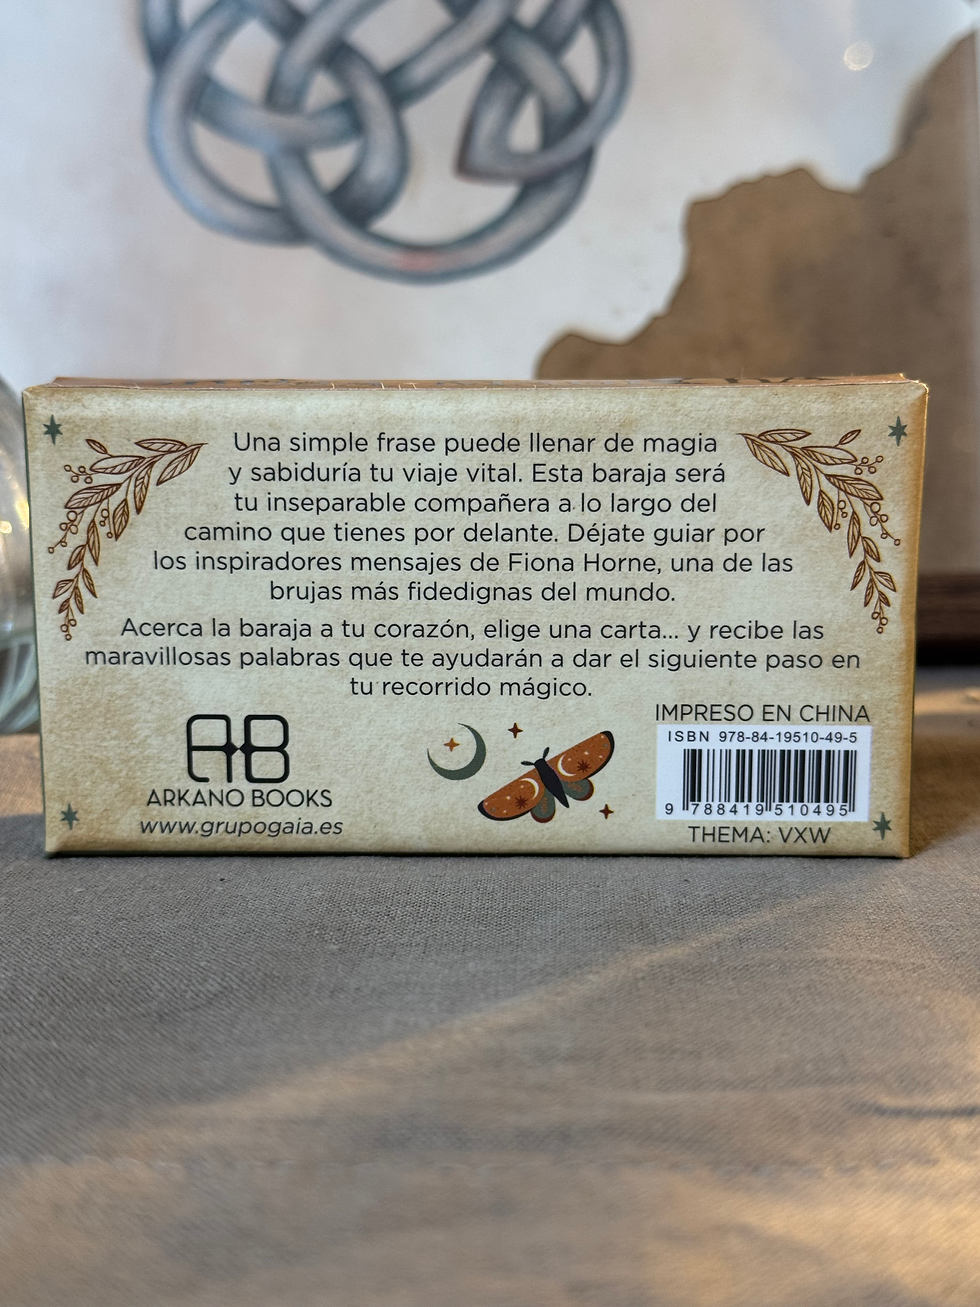 Una simple frase puede llenar de magia
y sabiduría tu viaje vital. Esta baraja será
tu inseparable compañera a lo largo del
camino que tienes por delante. Déjate guiar por
los inspiradores mensajes de Fiona Horne, una de las
brujas más fidedignas del mundo.
Acerca la baraja a tu corazón, elige una carta... y recibe las
maravillosas palabras que te ayudarán a dar el siguiente paso en
tu recorrido mágico.
AB
ARKANO BOOKS
www.grupogaia.es
IMPRESO EN CHINA
ISBN 978-84-19510-49-5
9 788419 510495
THEMA: VXW